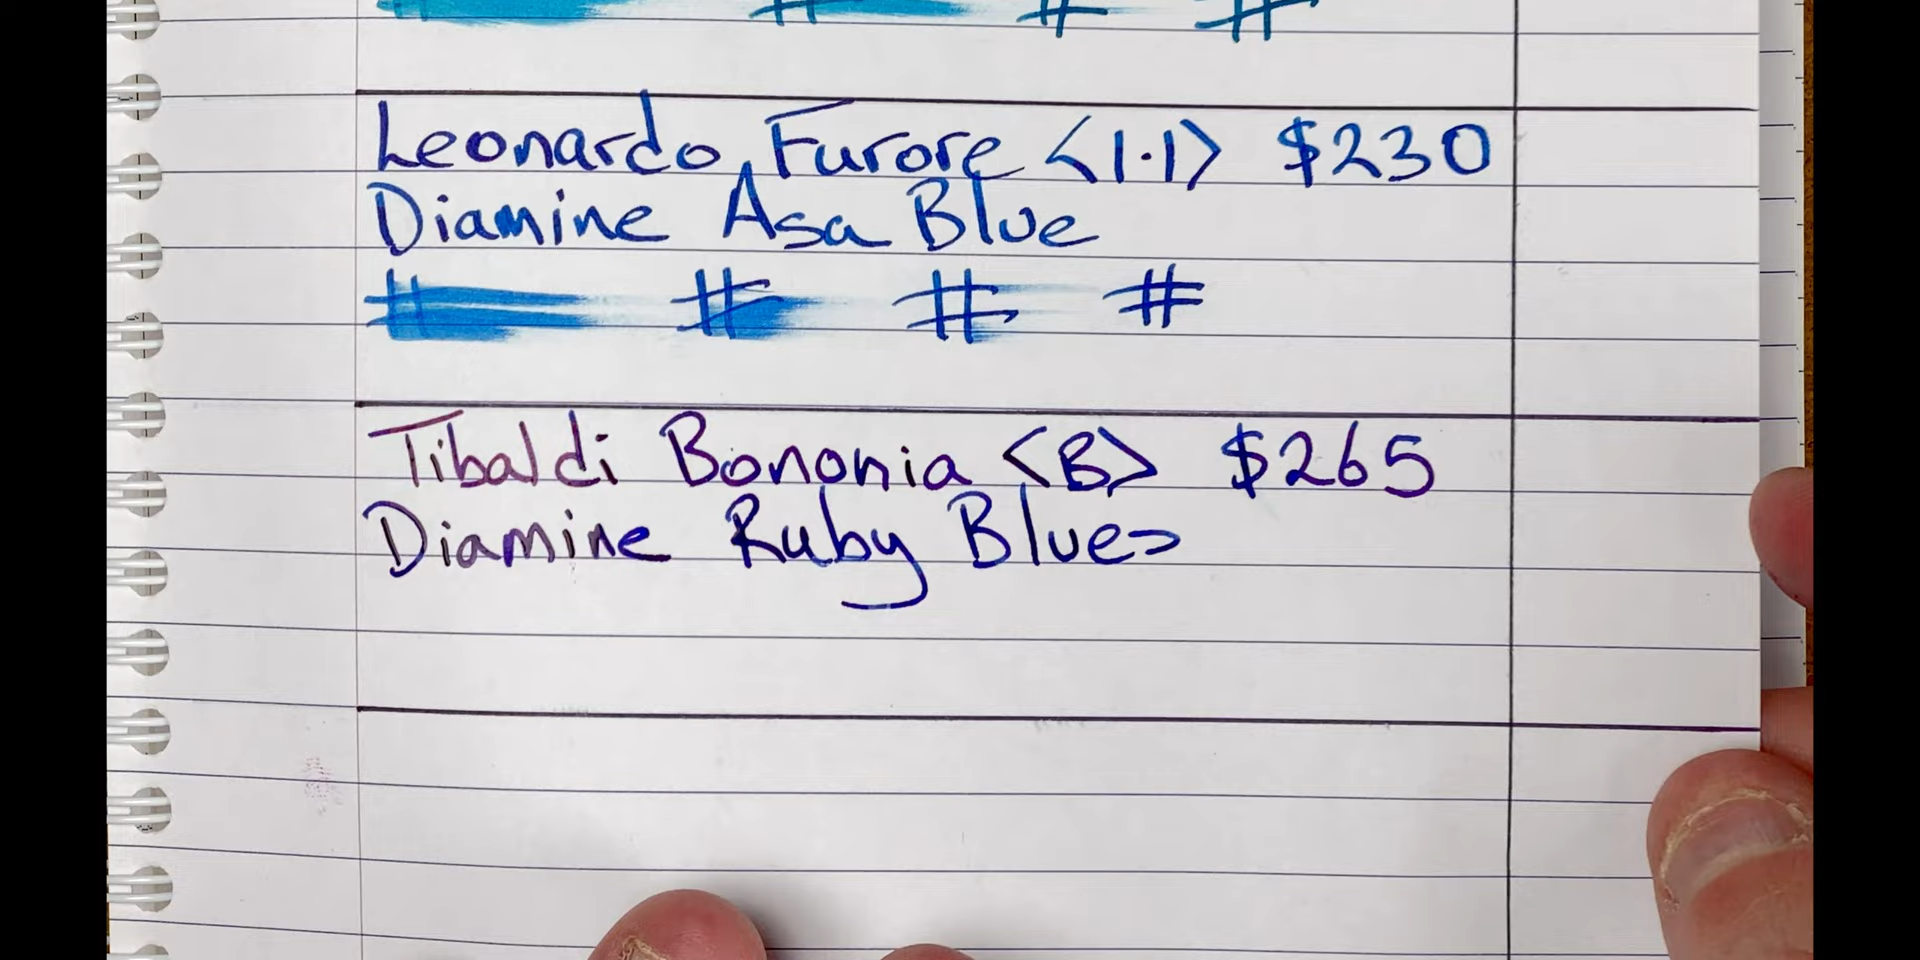 # # # #
Leonardo Furore <1.1> $230
Diamine Asa Blue
# # # #
Tibaldi Bononia <B> $265
Diamine Ruby Blues